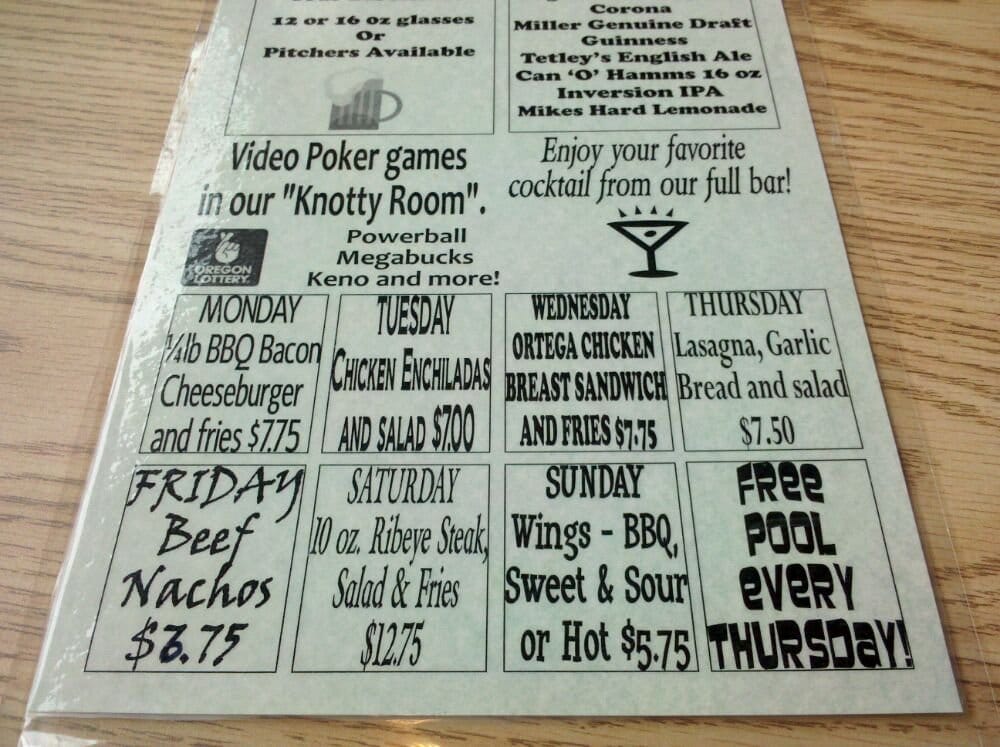 12 or 16 oz glasses
Or
Pitchers Available
Corona
Miller Genuine Draft
Guinness
Tetley's English Ale
Can 'O' Hamms 16 oz
Inversion IPA
Mikes Hard Lemonade
Video Poker games
in our "Knotty Room".
Enjoy your favorite
cocktail from our full bar!
OREGON
LOTTERY
Powerball
Megabucks
Keno and more!
MONDAY
¼lb BBQ Bacon
Cheeseburger
and fries $7.75
TUESDAY
CHICKEN ENCHILADAS
AND SALAD $7.00
WEDNESDAY
ORTEGA CHICKEN
BREAST SANDWICH
AND FRIES $7.75
THURSDAY
Lasagna, Garlic
Bread and salad
$7.50
FRIDAY
Beef
Nachos
$6.75
SATURDAY
10 oz. Ribeye Steak,
Salad & Fries
$12.75
SUNDAY
Wings - BBQ,
Sweet & Sour
or Hot $5.75
FREE
POOL
EVERY
THURSDAY!